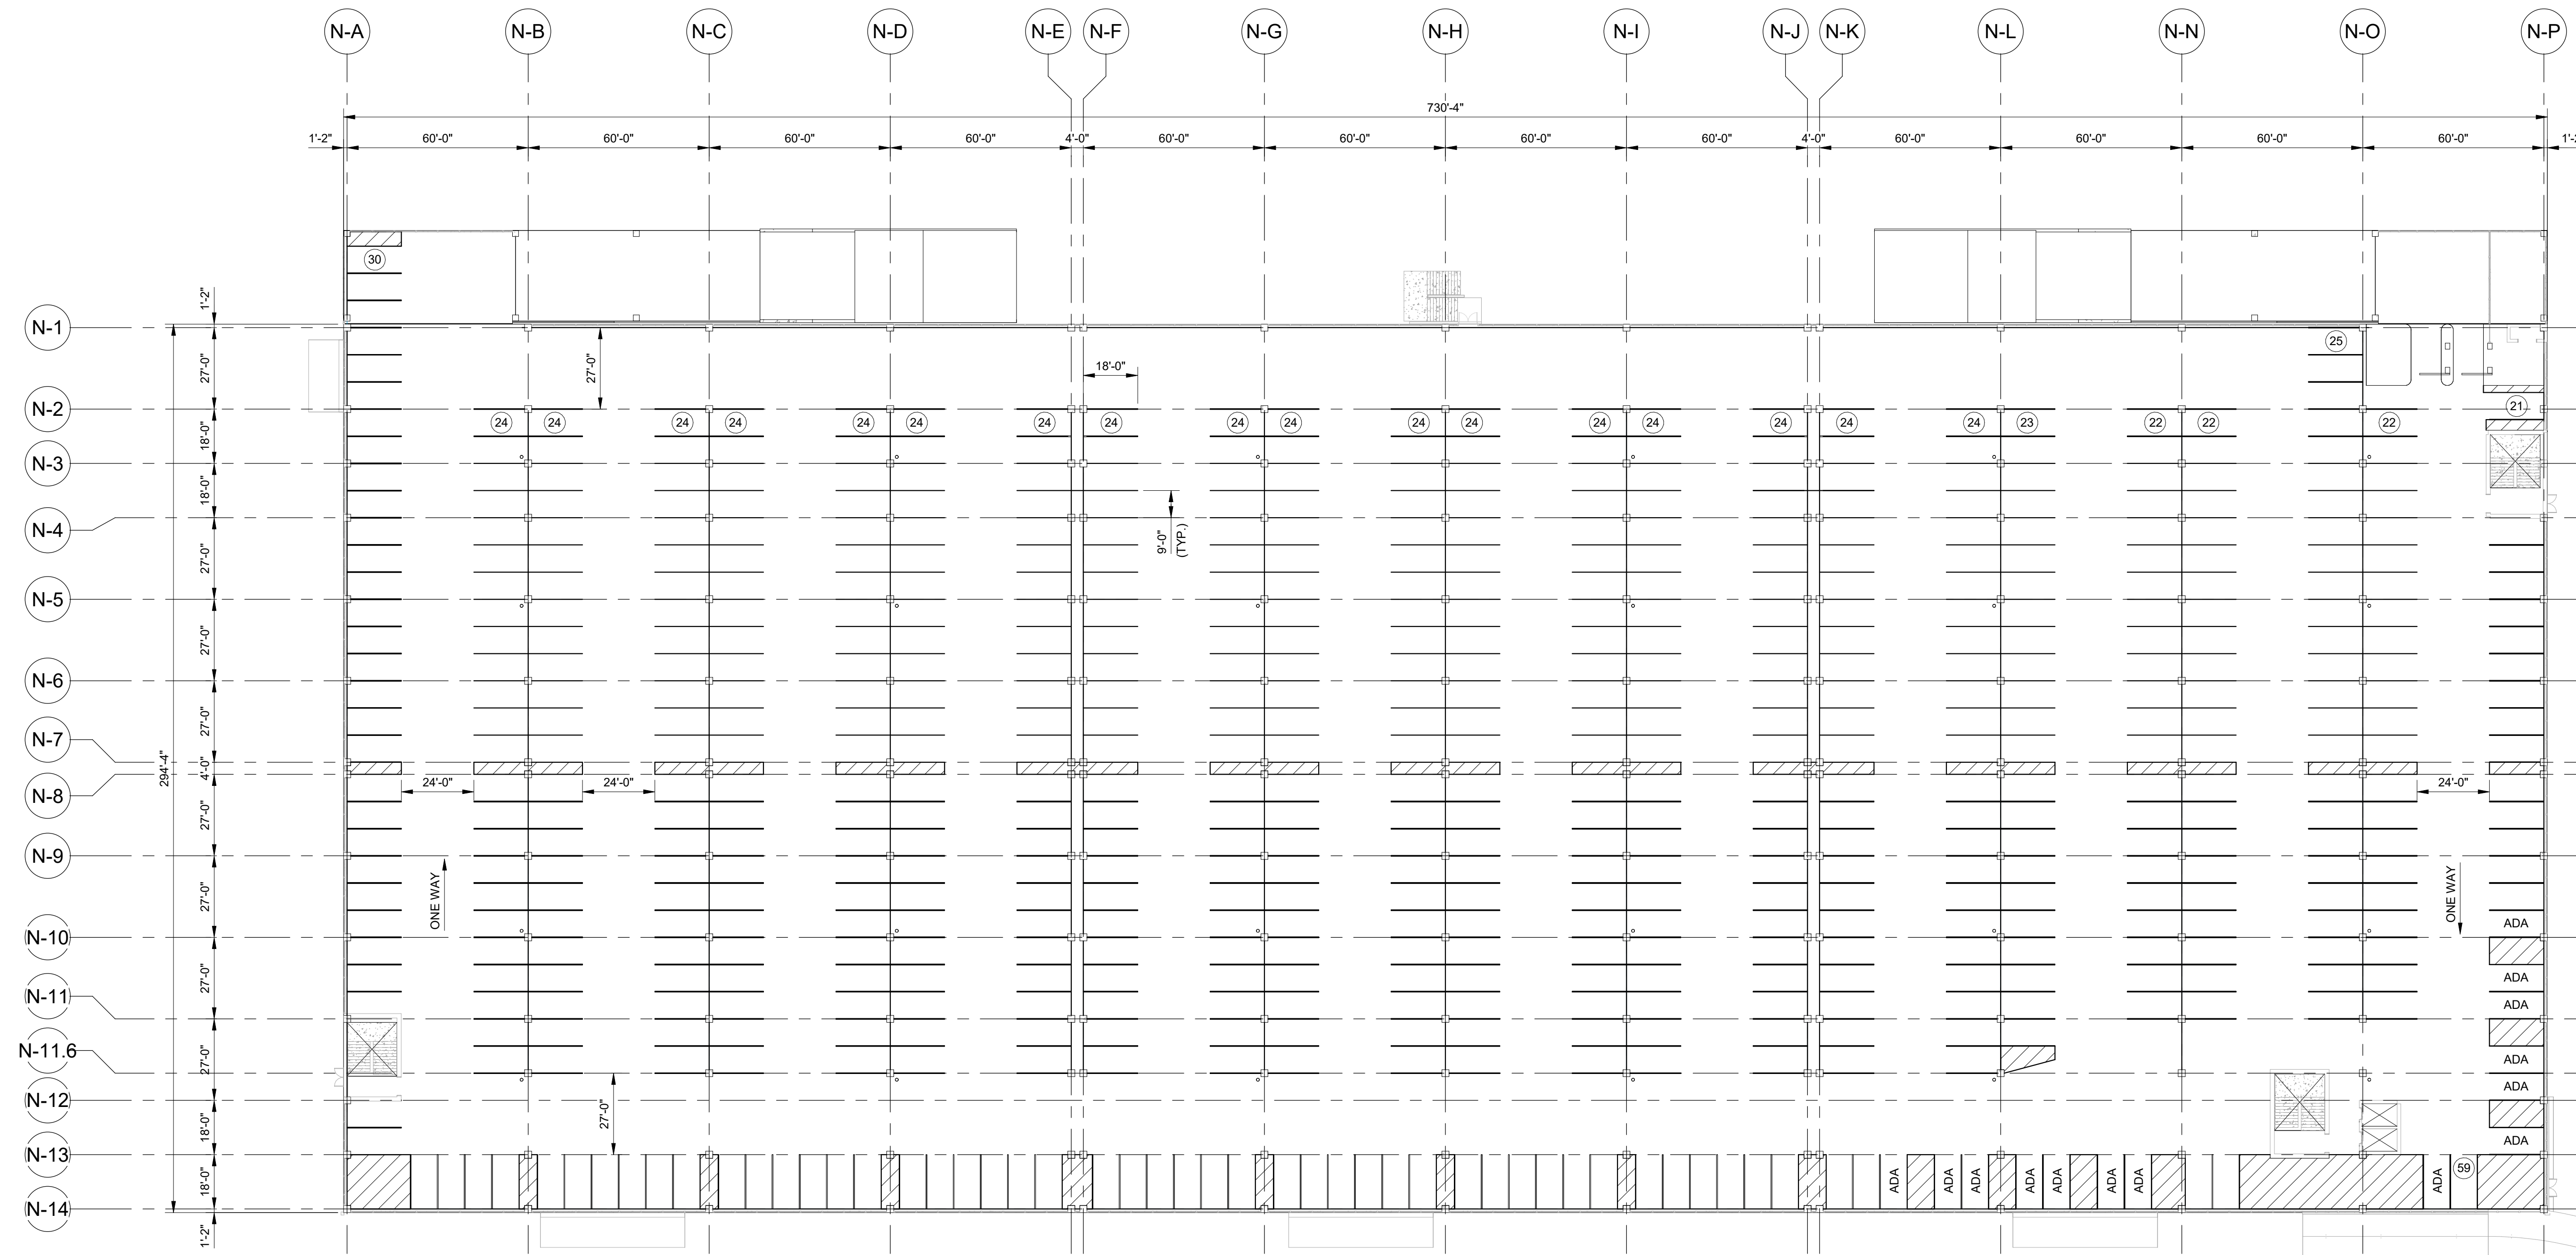 N-A N-B N-C N-D N-E N-F N-G N-H N-I N-J N-K N-L N-N N-O N-P
730'-4"
1'-2" 60'-0" 60'-0" 60'-0" 60'-0" 4'-0" 60'-0" 60'-0" 60'-0" 60'-0" 4'-0" 60'-0" 60'-0" 60'-0" 60'-0"
30
1'-2"
N-1
25
27'-0"
27'-0"
18'-0"
N-2
21
24 24 24 24 24 24 24 24 24 24 24 24 24 24 24 24 24 23 22 22 22
18'-0"
N-3
18'-0"
N-4
9'-0"
(TYP.)
27'-0"
N-5
27'-0"
N-6
27'-0"
N-7
294'-4"
4'-0"
24'-0" 24'-0" 24'-0"
N-8
27'-0"
N-9
ONE WAY
ONE WAY
27'-0"
ADA
N-10
27'-0"
ADA
N-11
ADA
27'-0"
N-11.6
ADA
ADA
N-12
18'-0"
27'-0"
ADA
N-13
18'-0"
ADA ADA ADA ADA ADA ADA ADA ADA 59
N-14
1'-2"